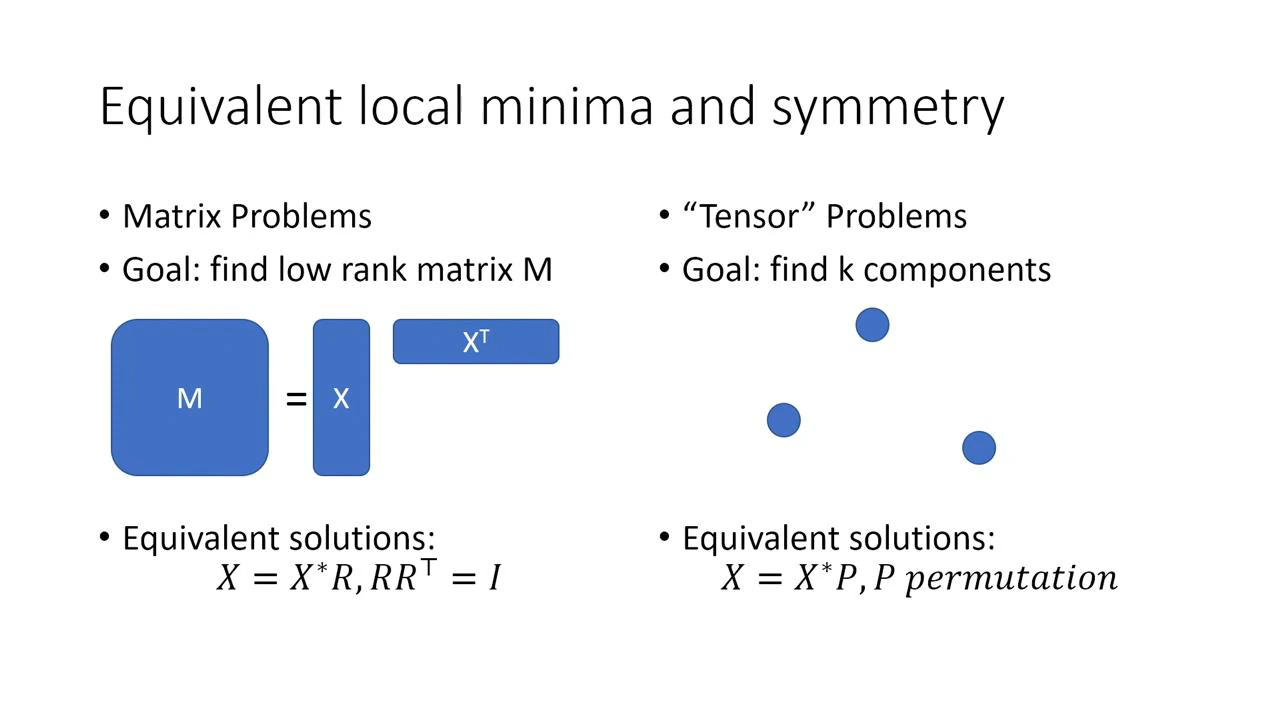 Equivalent local minima and symmetry
• Matrix Problems
• Goal: find low rank matrix M
M = X Xᵀ
• Equivalent solutions:
X = X*R, RR⊤ = I
• “Tensor” Problems
• Goal: find k components
• Equivalent solutions:
X = X*P, P permutation